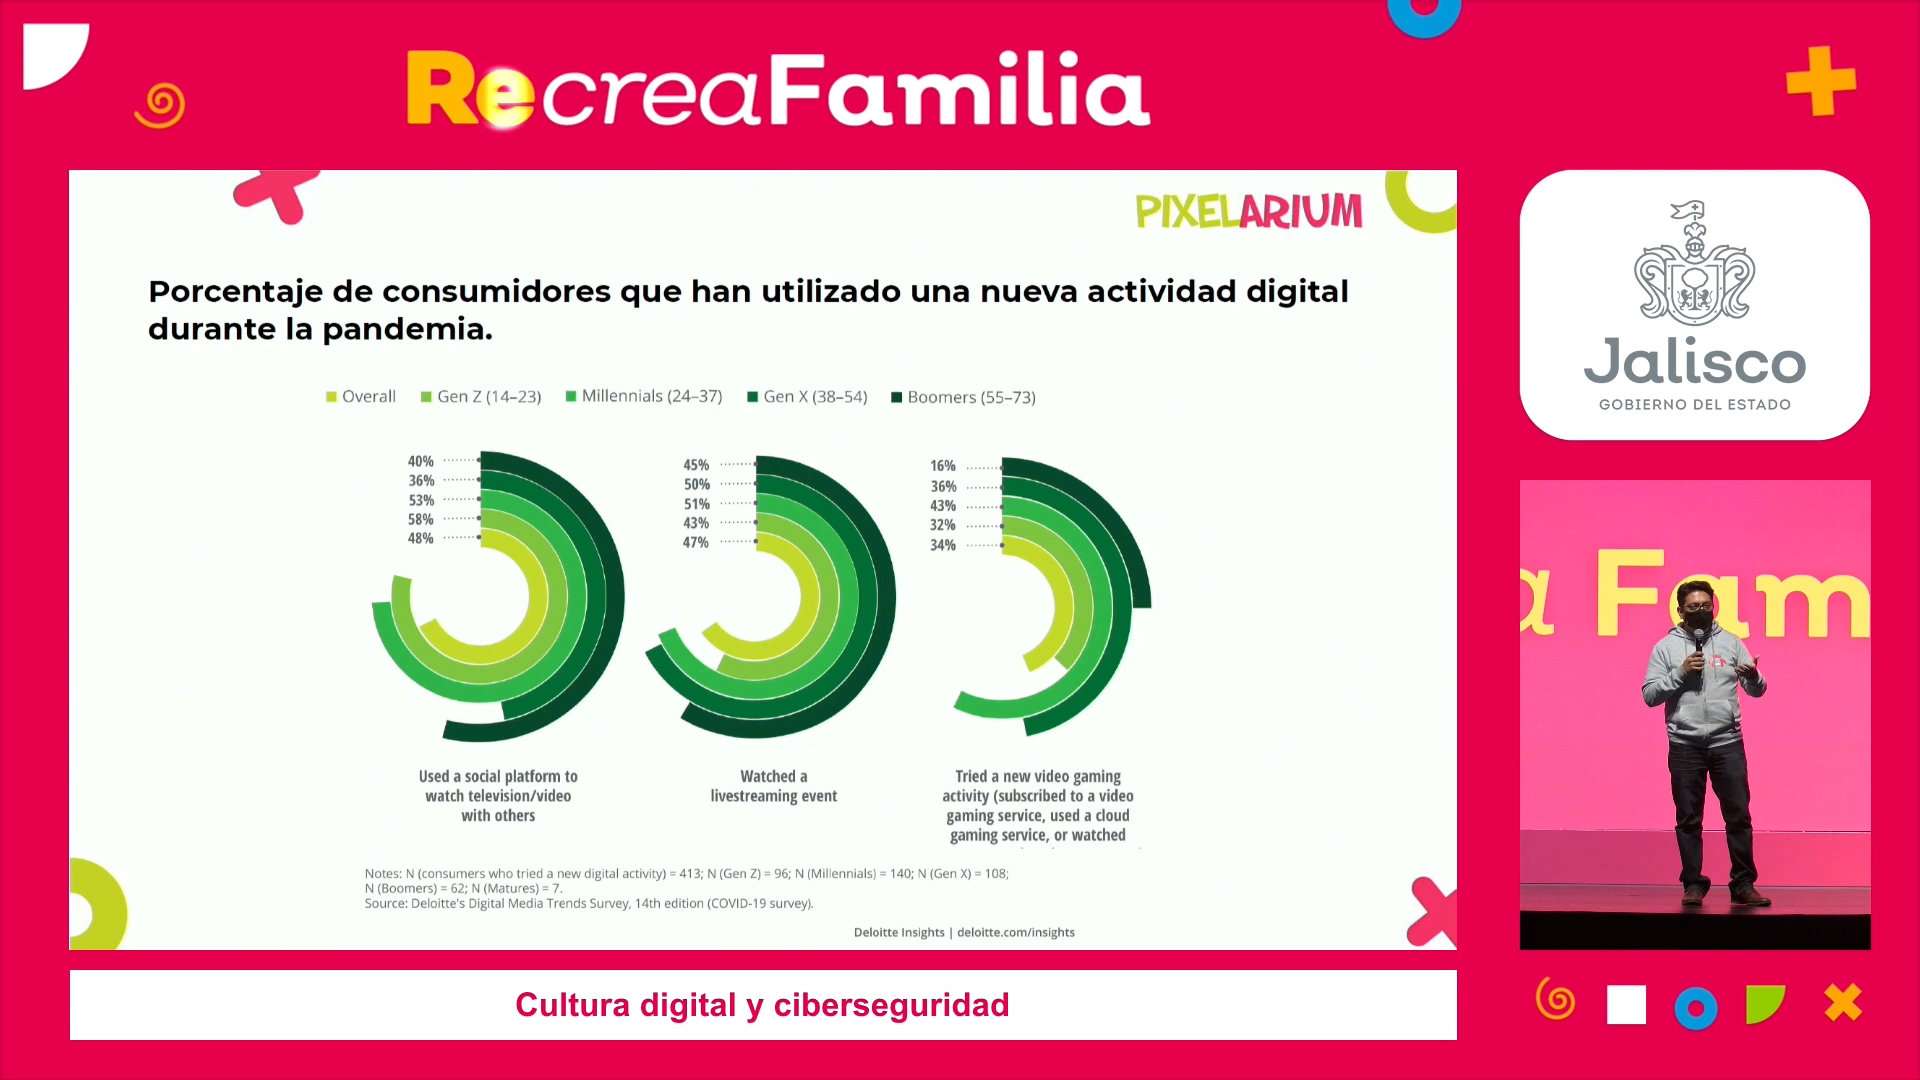 RecreaFamilia
PIXELARIUM
Porcentaje de consumidores que han utilizado una nueva actividad digital
durante la pandemia.
Overall Gen Z (14–23) Millennials (24–37) Gen X (38–54) Boomers (55–73)
40%
36%
53%
58%
48%
45%
50%
51%
43%
47%
16%
36%
43%
32%
34%
Used a social platform to
watch television/video
with others
Watched a
livestreaming event
Tried a new video gaming
activity (subscribed to a video
gaming service, used a cloud
gaming service, or watched
Notes: N (consumers who tried a new digital activity) = 413; N (Gen Z) = 96; N (Millennials) = 140; N (Gen X) = 108;
N (Boomers) = 62; N (Matures) = 7.
Source: Deloitte's Digital Media Trends Survey, 14th edition (COVID-19 survey).
Deloitte Insights | deloitte.com/insights
Jalisco
GOBIERNO DEL ESTADO
a Fam
Cultura digital y ciberseguridad